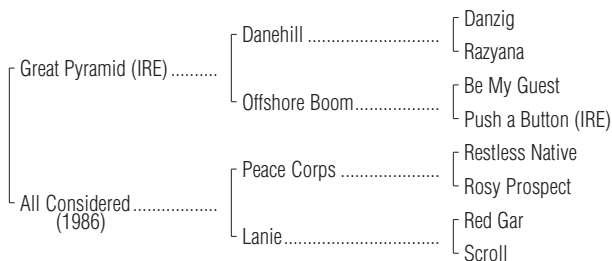 Danzig
Danehill
Razyana
Great Pyramid (IRE)
Be My Guest
Offshore Boom
Push a Button (IRE)
Restless Native
Peace Corps
Rosy Prospect
All Considered
(1986)
Red Gar
Lanie
Scroll